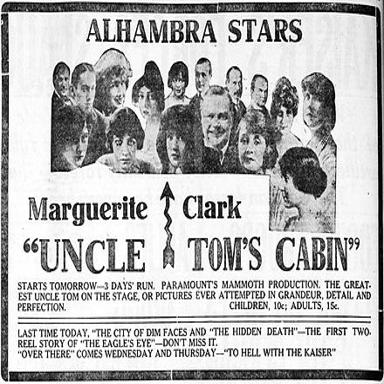 ALHAMBRA STARS
Marguerite Clark
"UNCLE TOM'S CABIN"
STARTS TOMORROW—3 DAYS' RUN. PARAMOUNT'S MAMMOTH PRODUCTION. THE GREAT-
EST UNCLE TOM ON THE STAGE, OR PICTURES EVER ATTEMPTED IN GRANDEUR, DETAIL AND
PERFECTION. CHILDREN, 10c; ADULTS, 15c.
LAST TIME TODAY, "THE CITY OF DIM FACES AND "THE HIDDEN DEATH"—THE FIRST TWO-
REEL STORY OF "THE EAGLE'S EYE"—DON'T MISS IT.
"OVER THERE" COMES WEDNESDAY AND THURSDAY—"TO HELL WITH THE KAISER"